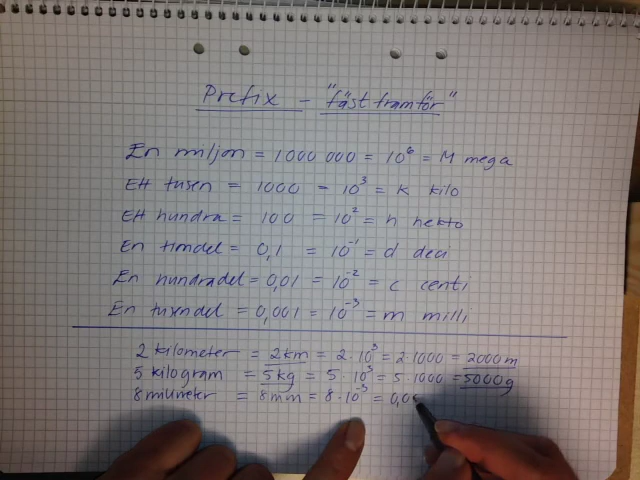 Prefix - "fäst framför"
En miljon = 1000 000 = 10⁶ = M mega
Ett tusen = 1000 = 10³ = k kilo
Ett hundra = 100 = 10² = h hekto
En tiondel = 0,1 = 10⁻¹ = d deci
En hundradel = 0,01 = 10⁻² = c centi
En tusendel = 0,001 = 10⁻³ = m milli
2 kilometer = 2 km = 2 · 10³ = 2 · 1000 = 2000 m
5 kilogram = 5 kg = 5 · 10³ = 5 · 1000 = 5000 g
8 millimeter = 8 mm = 8 · 10⁻³ = 0,0